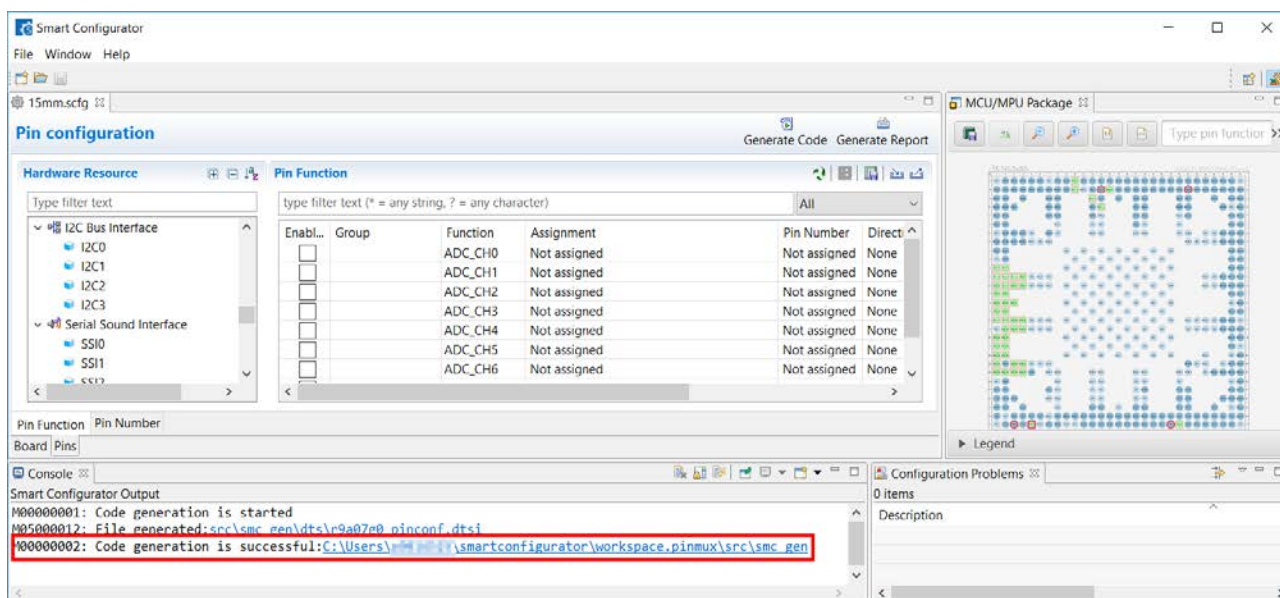 Smart Configurator
File Window Help
15mm.scfg
MCU/MPU Package
Pin configuration
Generate Code Generate Report
Type pin function
Hardware Resource
Pin Function
Type filter text
type filter text (* = any string, ? = any character)
All
I2C Bus Interface
I2C0
I2C1
I2C2
I2C3
Serial Sound Interface
SSI0
SSI1
SSI2
Enabl... Group Function Assignment Pin Number Directi
ADC_CH0 Not assigned Not assigned None
ADC_CH1 Not assigned Not assigned None
ADC_CH2 Not assigned Not assigned None
ADC_CH3 Not assigned Not assigned None
ADC_CH4 Not assigned Not assigned None
ADC_CH5 Not assigned Not assigned None
ADC_CH6 Not assigned Not assigned None
Pin Function Pin Number
Board Pins
Legend
Console
Smart Configurator Output
M00000001: Code generation is started
M05000012: File generated:src\smc_gen\dts\r9a07g0_pinconf.dtsi
M00000002: Code generation is successful:C:\Users\ \smartconfigurator\workspace.pinmux\src\smc_gen
Configuration Problems
0 items
Description